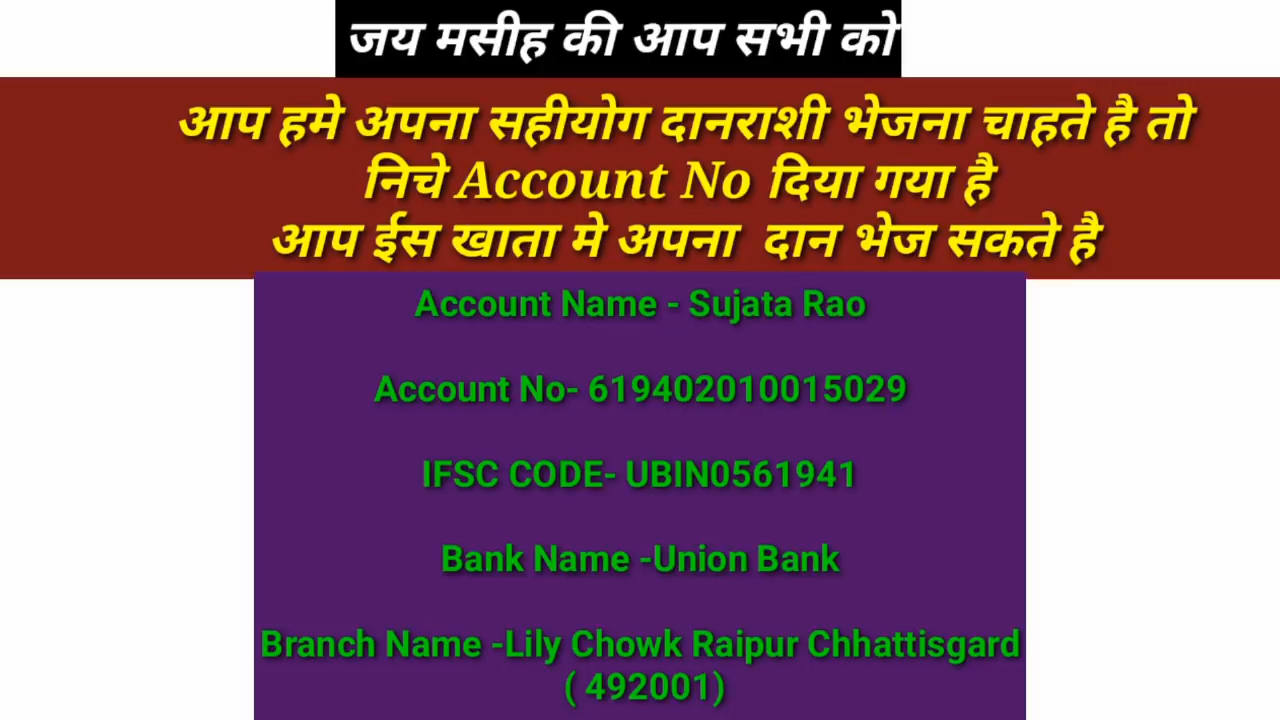 जय मसीह की आप सभी को
आप हमे अपना सहीयोग दानराशी भेजना चाहते है तो
निचे Account No दिया गया है
आप ईस खाता मे अपना दान भेज सकते है
Account Name - Sujata Rao
Account No- 619402010015029
IFSC CODE- UBIN0561941
Bank Name -Union Bank
Branch Name -Lily Chowk Raipur Chhattisgard
( 492001)